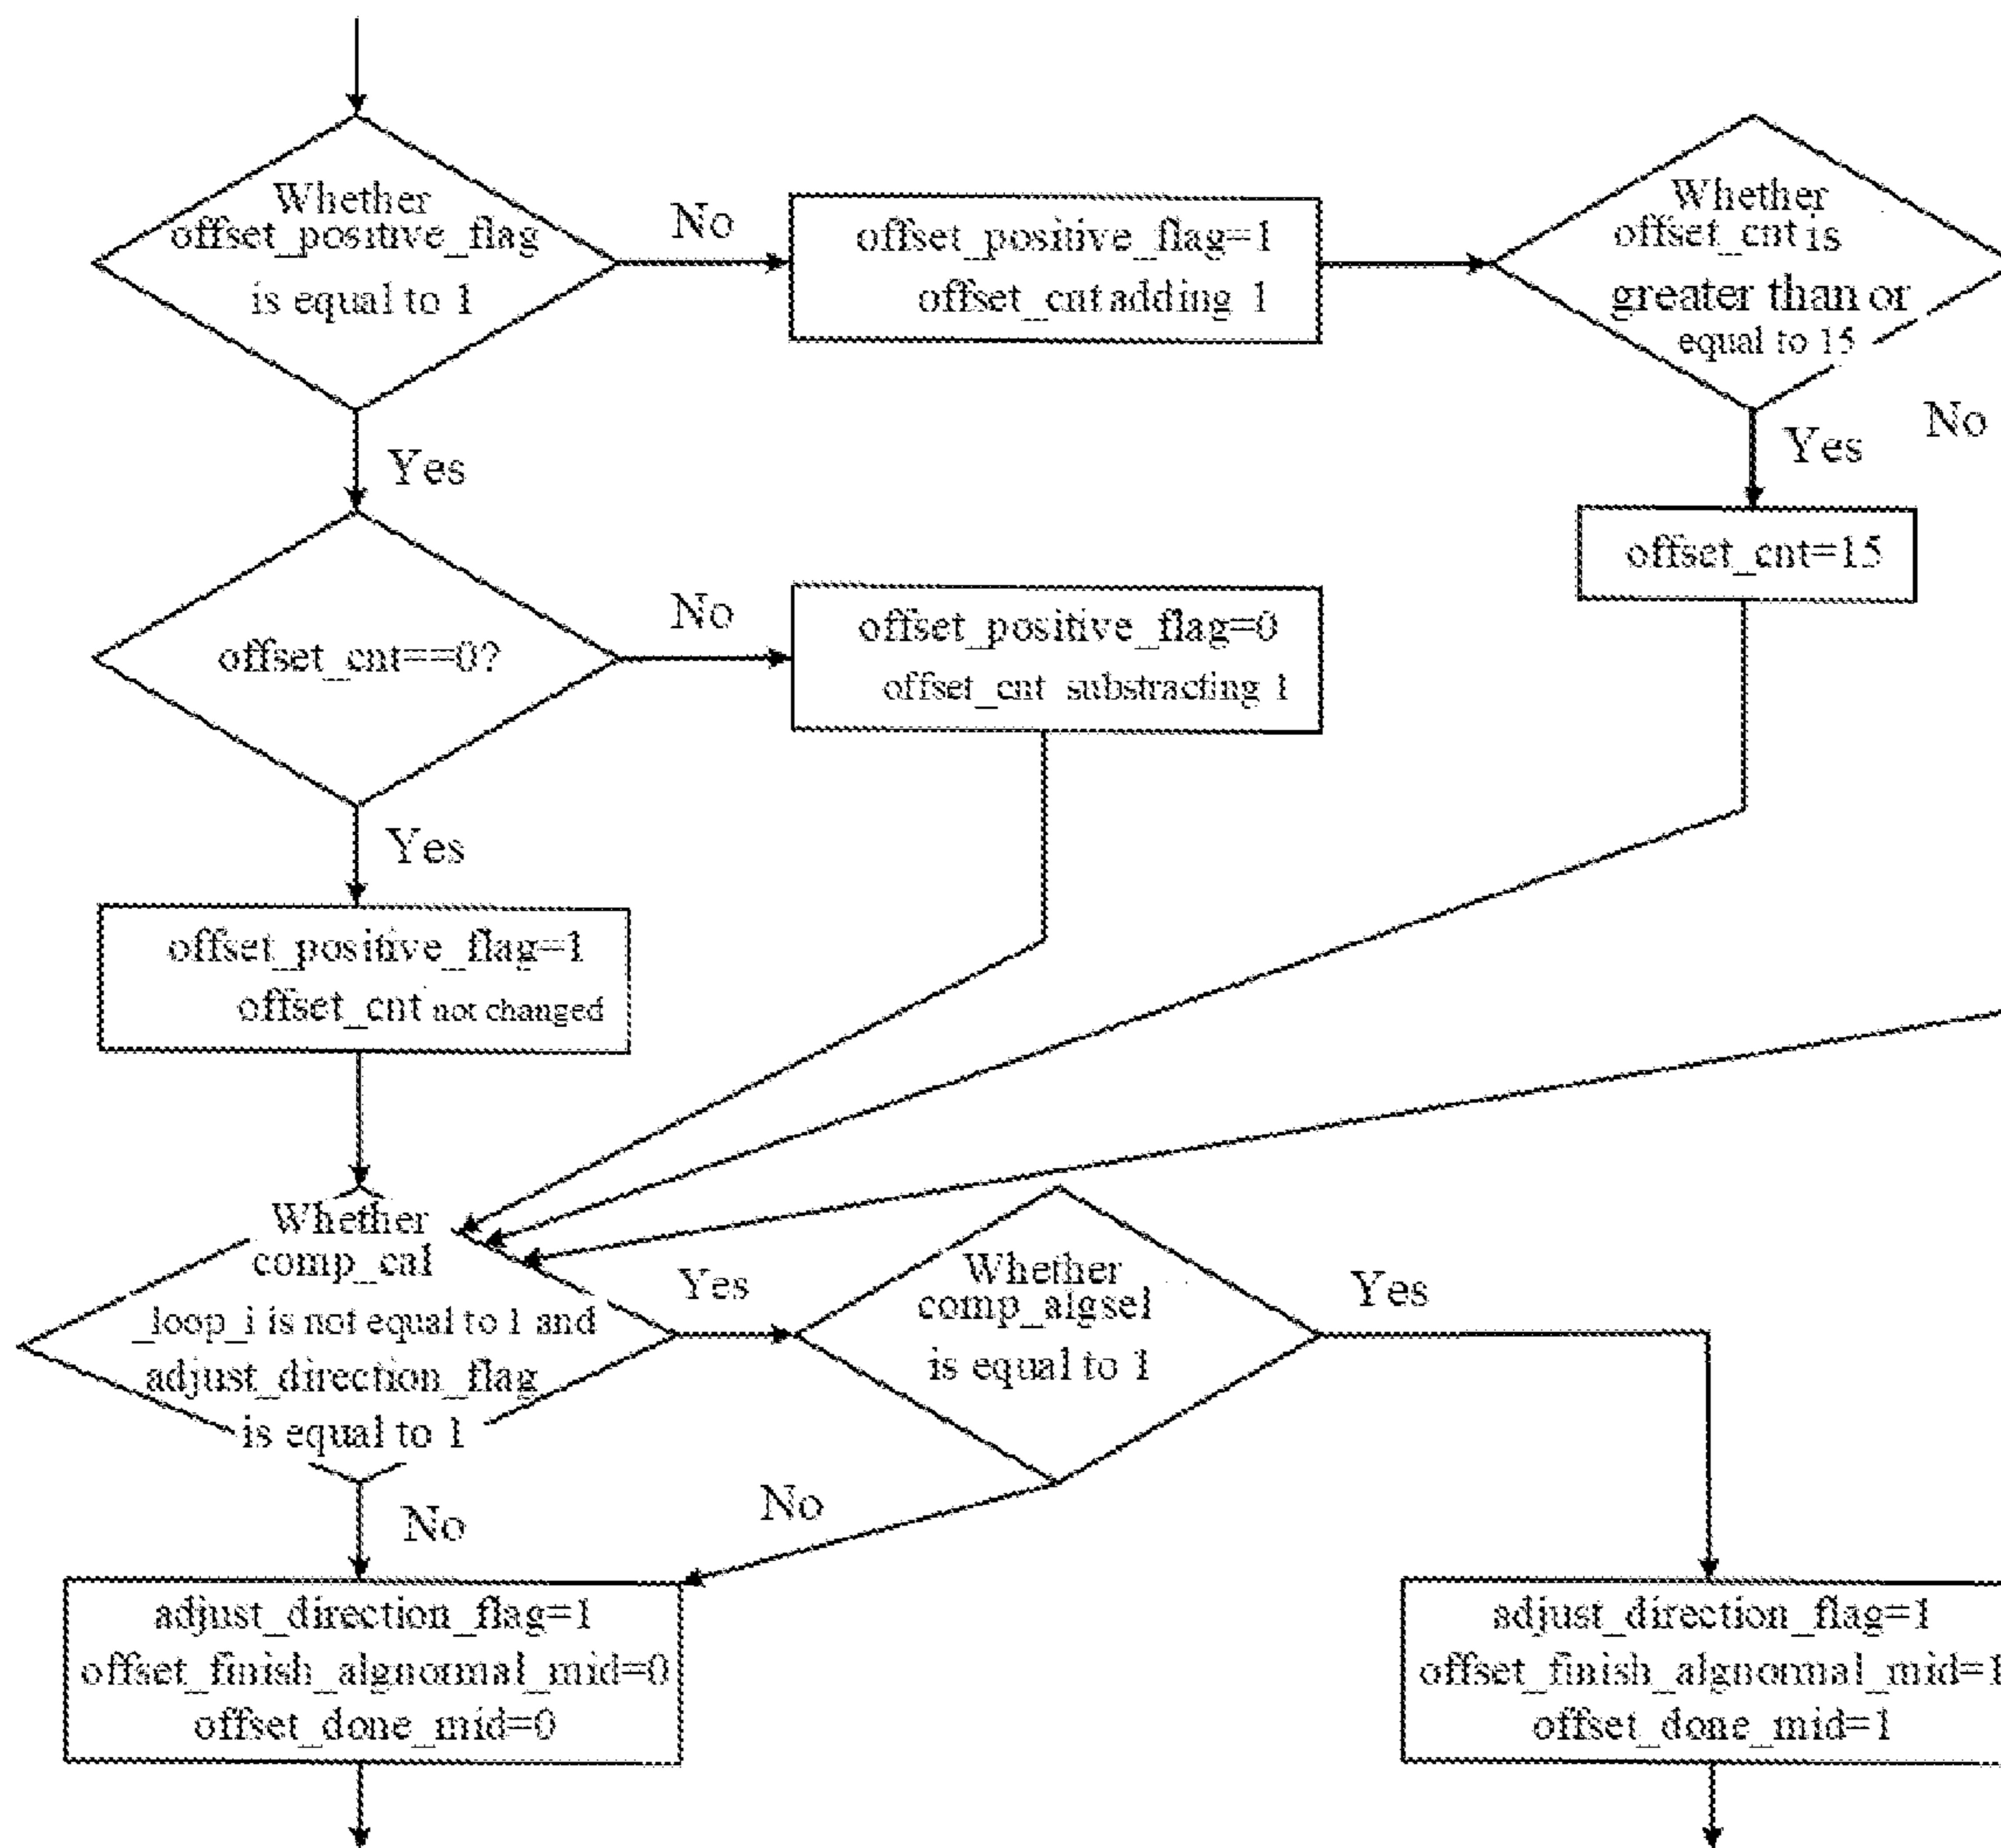 Whether
offset_positive_flag
is equal to 1
No
offset_positive_flag=1
offset_cnt adding 1
Whether
offset_cnt is
greater than or
equal to 15
Yes
Yes
No
offset_cnt=15
offset_cnt==0?
No
offset_positive_flag=0
offset_cnt substracting 1
Yes
offset_positive_flag=1
offset_cnt not changed
Whether
comp_cal
_loop_i is not equal to 1 and
adjust_direction_flag
is equal to 1
Yes
Whether
comp_algsel
is equal to 1
Yes
No
No
adjust_direction_flag=1
offset_finish_algnormal_mid=0
offset_done_mid=0
adjust_direction_flag=1
offset_finish_algnormal_mid=1
offset_done_mid=1